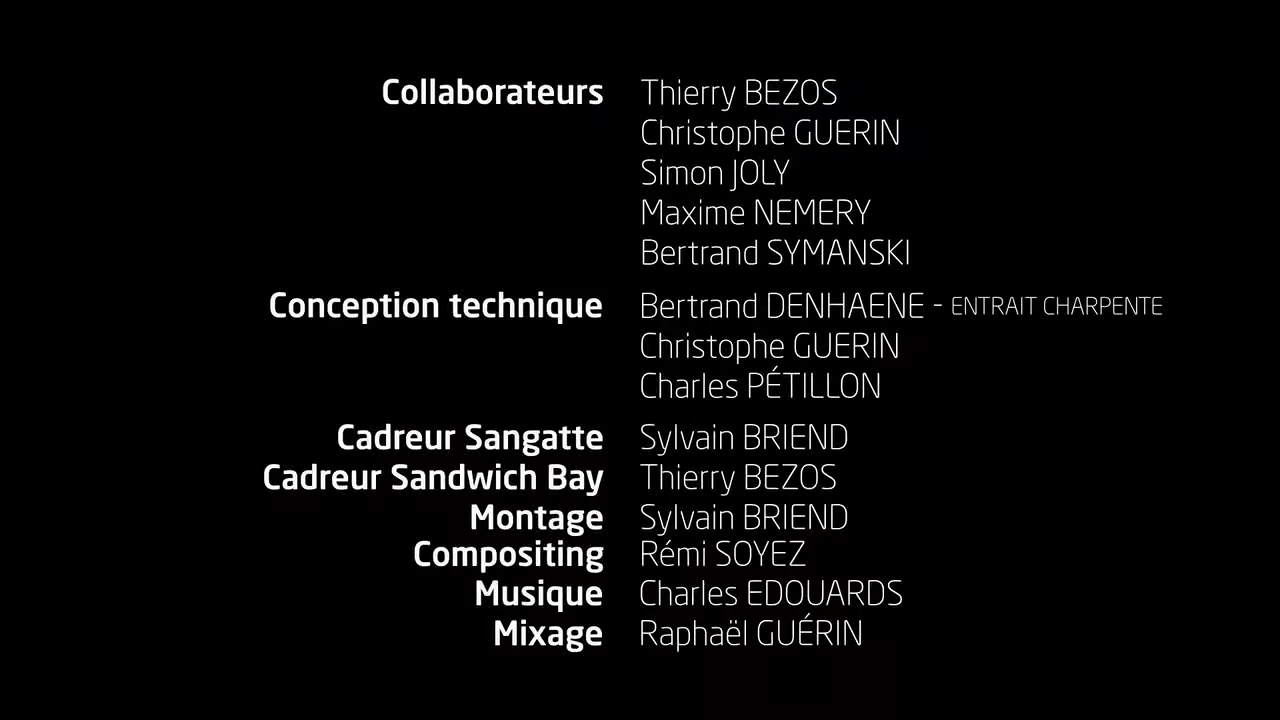 Collaborateurs Thierry BEZOS
Christophe GUERIN
Simon JOLY
Maxime NEMERY
Bertrand SYMANSKI
Conception technique Bertrand DENHAENE - ENTRAIT CHARPENTE
Christophe GUERIN
Charles PÉTILLON
Cadreur Sangatte Sylvain BRIEND
Cadreur Sandwich Bay Thierry BEZOS
Montage Sylvain BRIEND
Compositing Rémi SOYEZ
Musique Charles EDOUARDS
Mixage Raphaël GUÉRIN